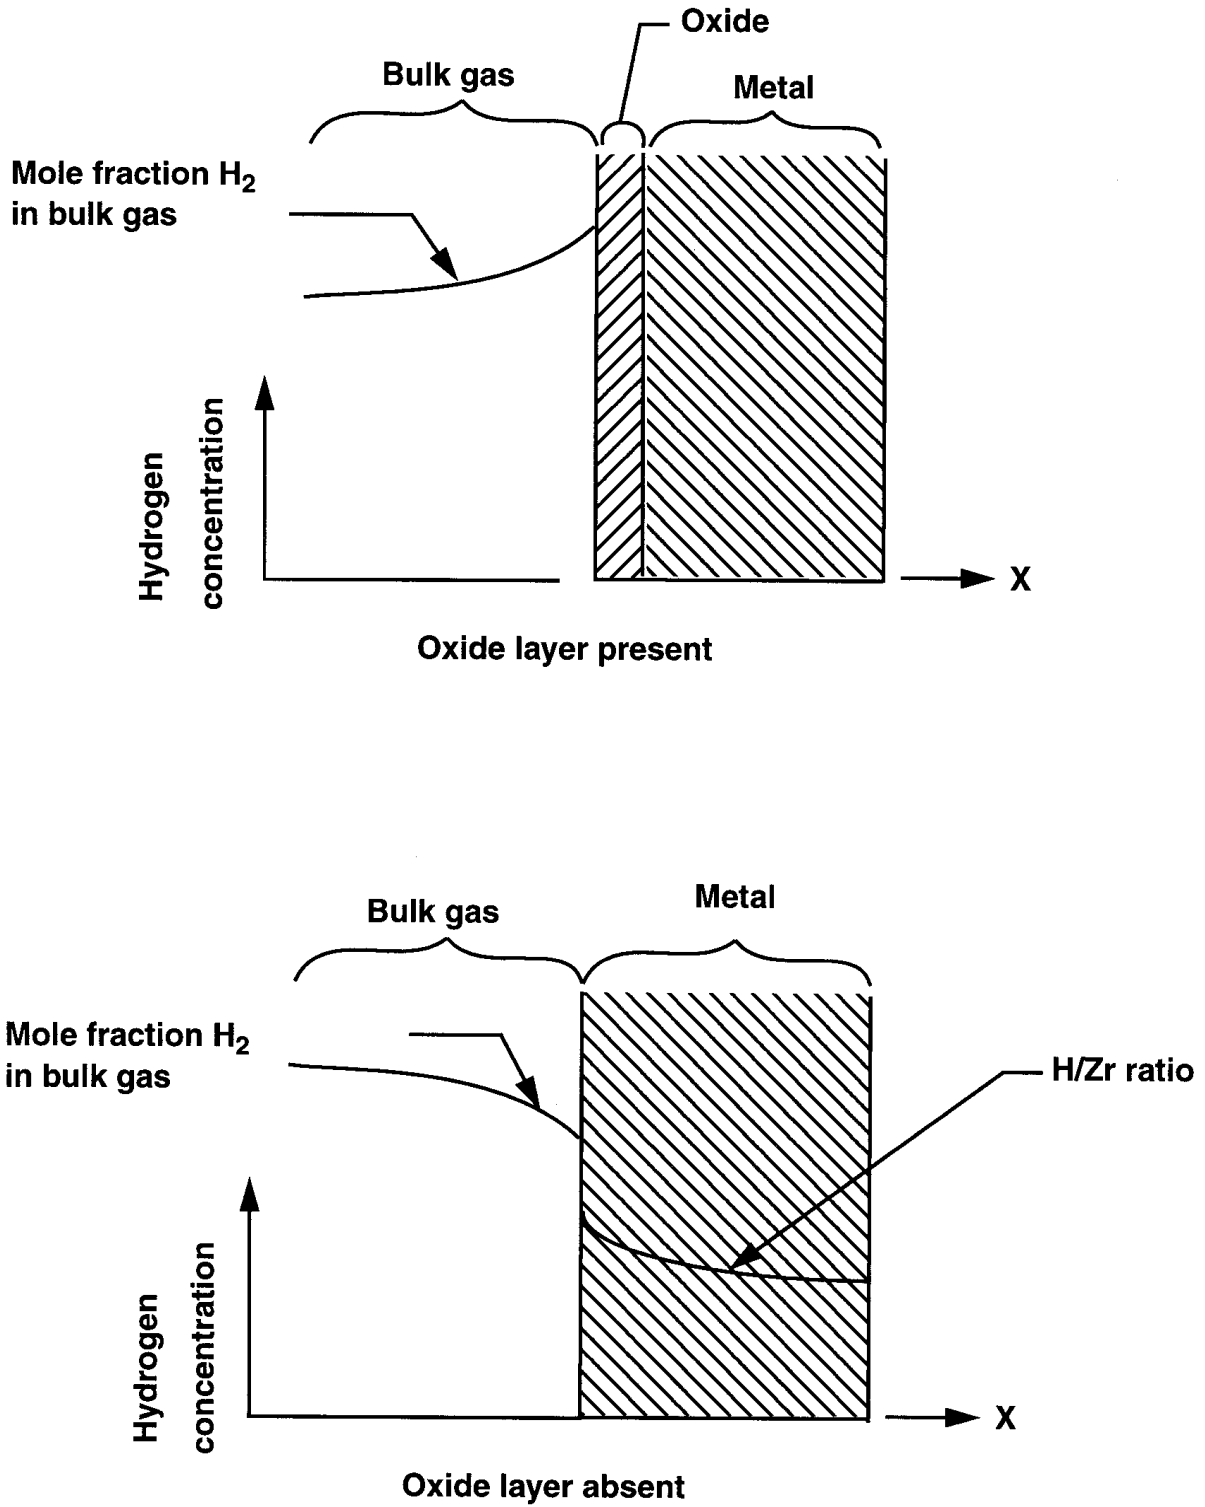 Oxide
Bulk gas
Metal
Mole fraction H₂
in bulk gas
Hydrogen
concentration
X
Oxide layer present
Bulk gas
Metal
Mole fraction H₂
in bulk gas
H/Zr ratio
Hydrogen
concentration
X
Oxide layer absent